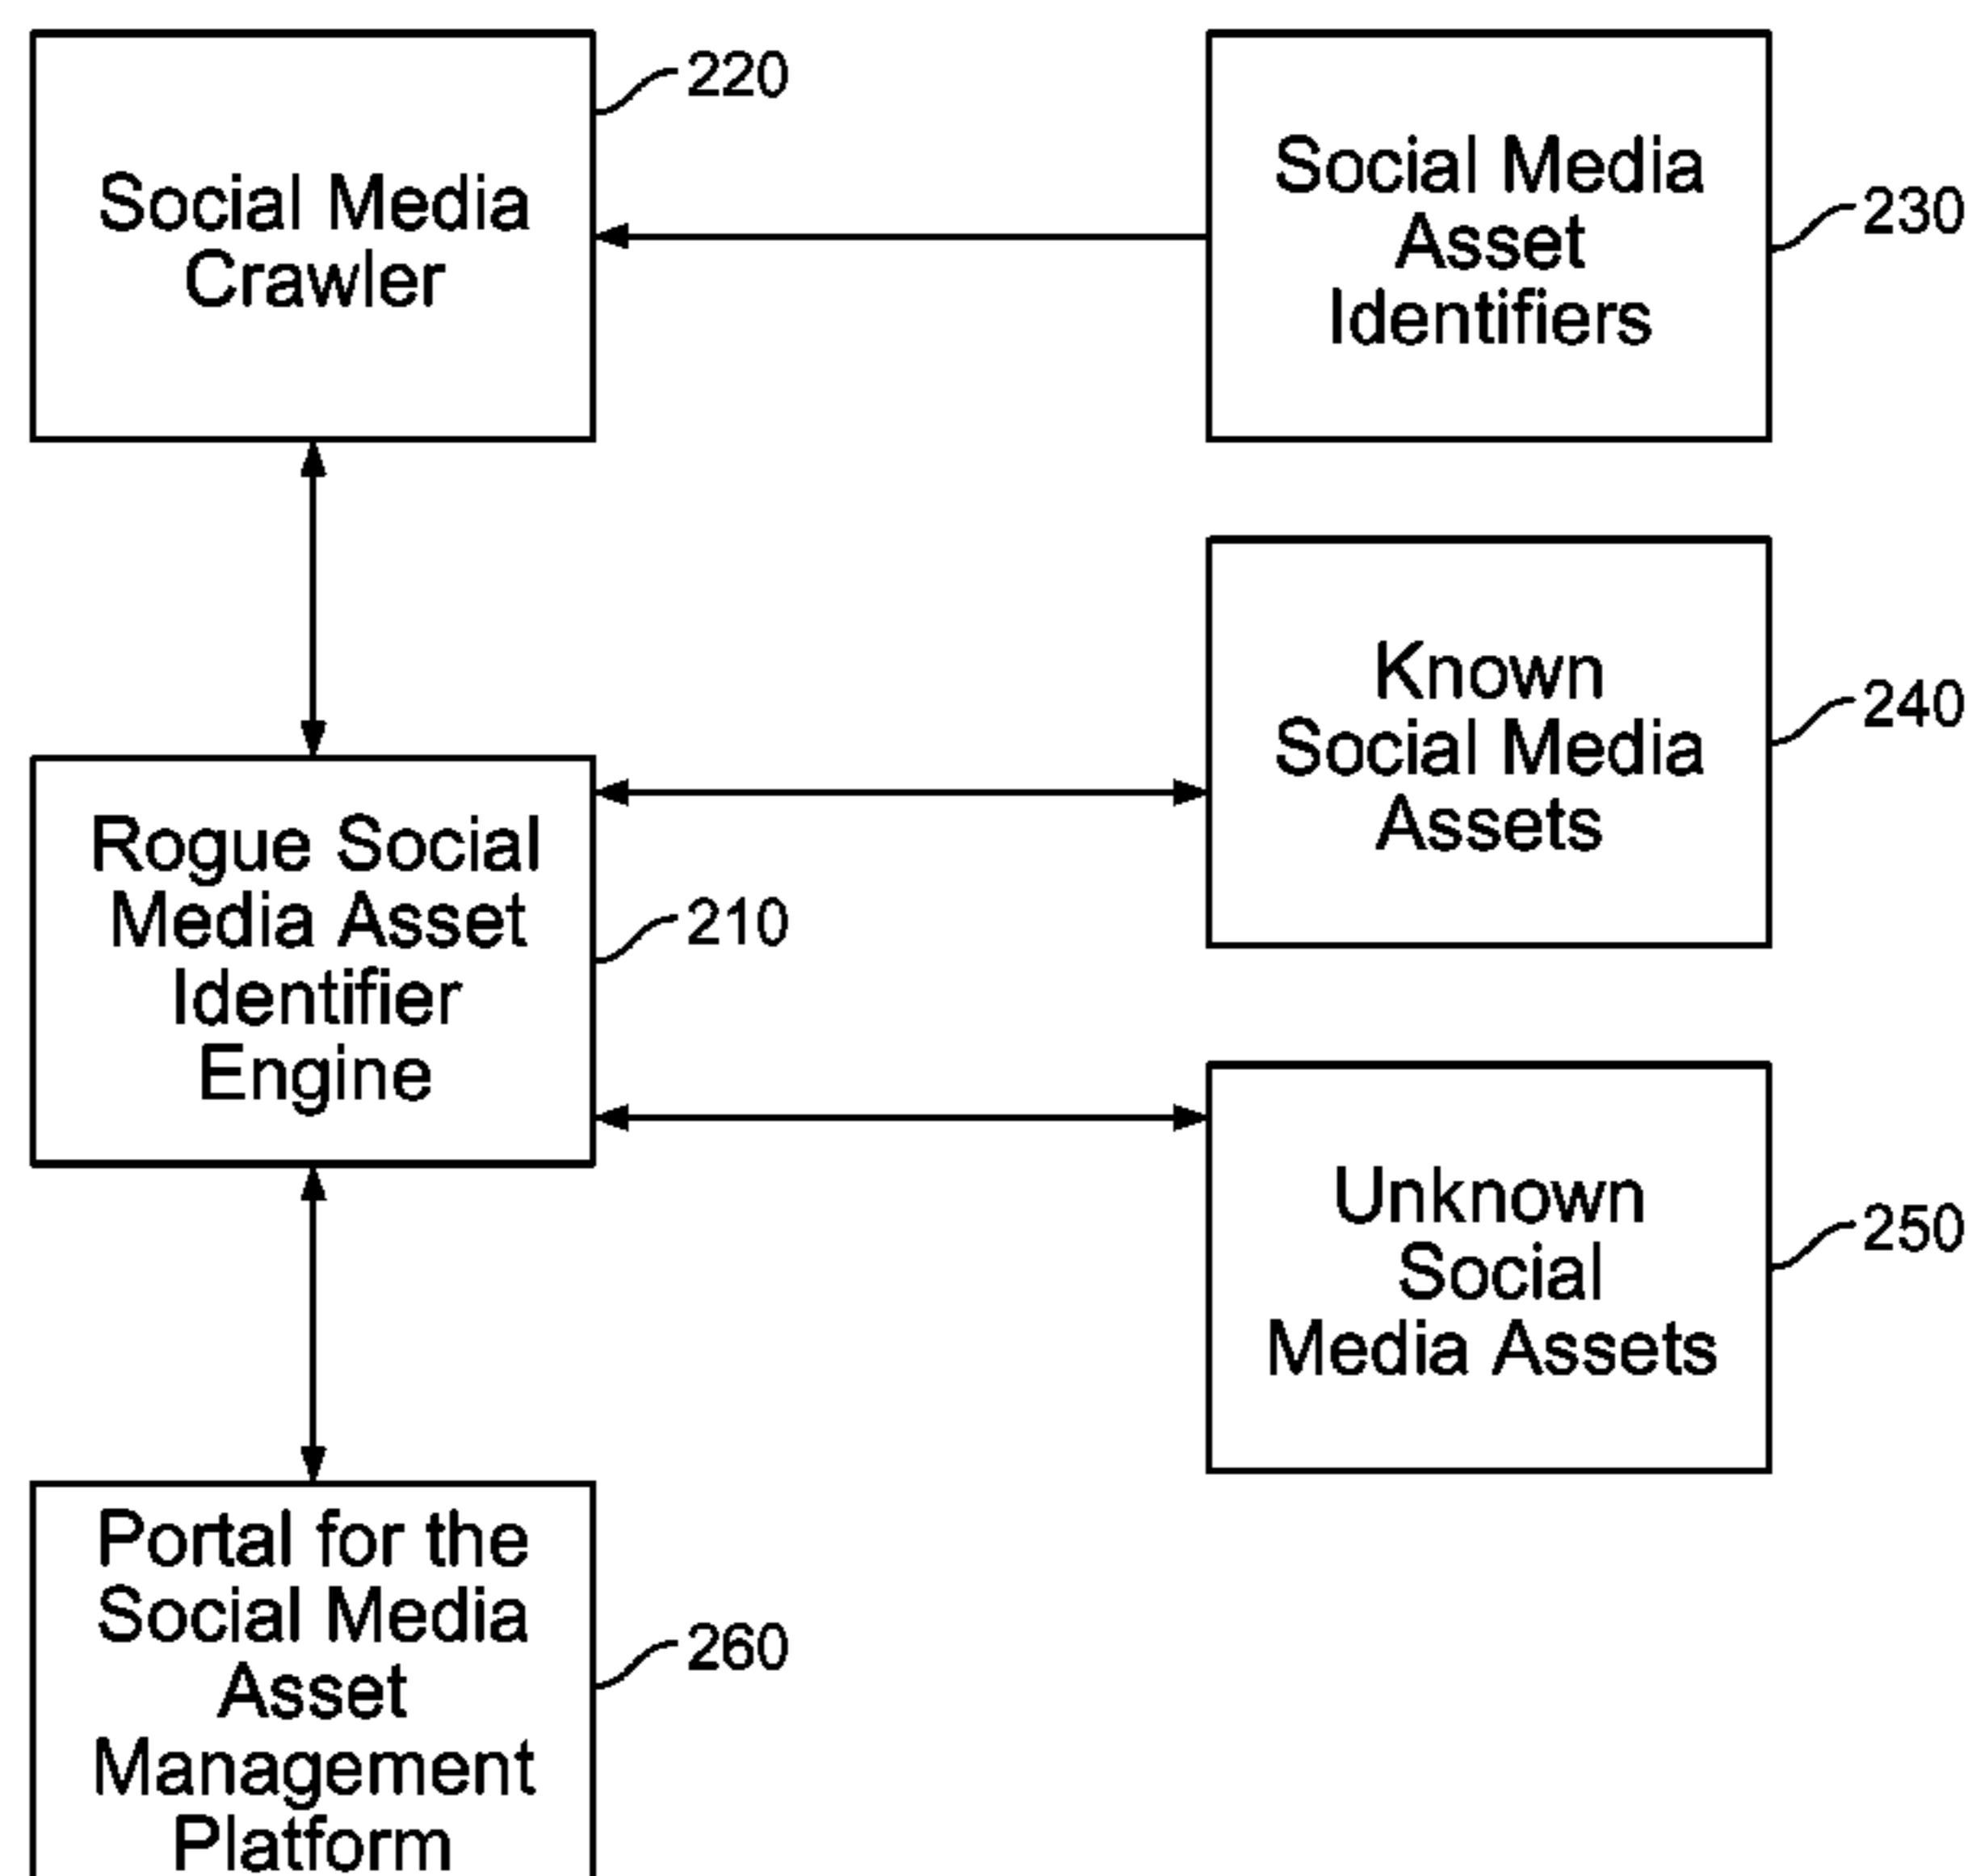 Social Media
Crawler
220
Social Media
Asset
Identifiers
230
Known
Social Media
Assets
240
Rogue Social
Media Asset
Identifier
Engine
210
Unknown
Social
Media Assets
250
Portal for the
Social Media
Asset
Management
Platform
260